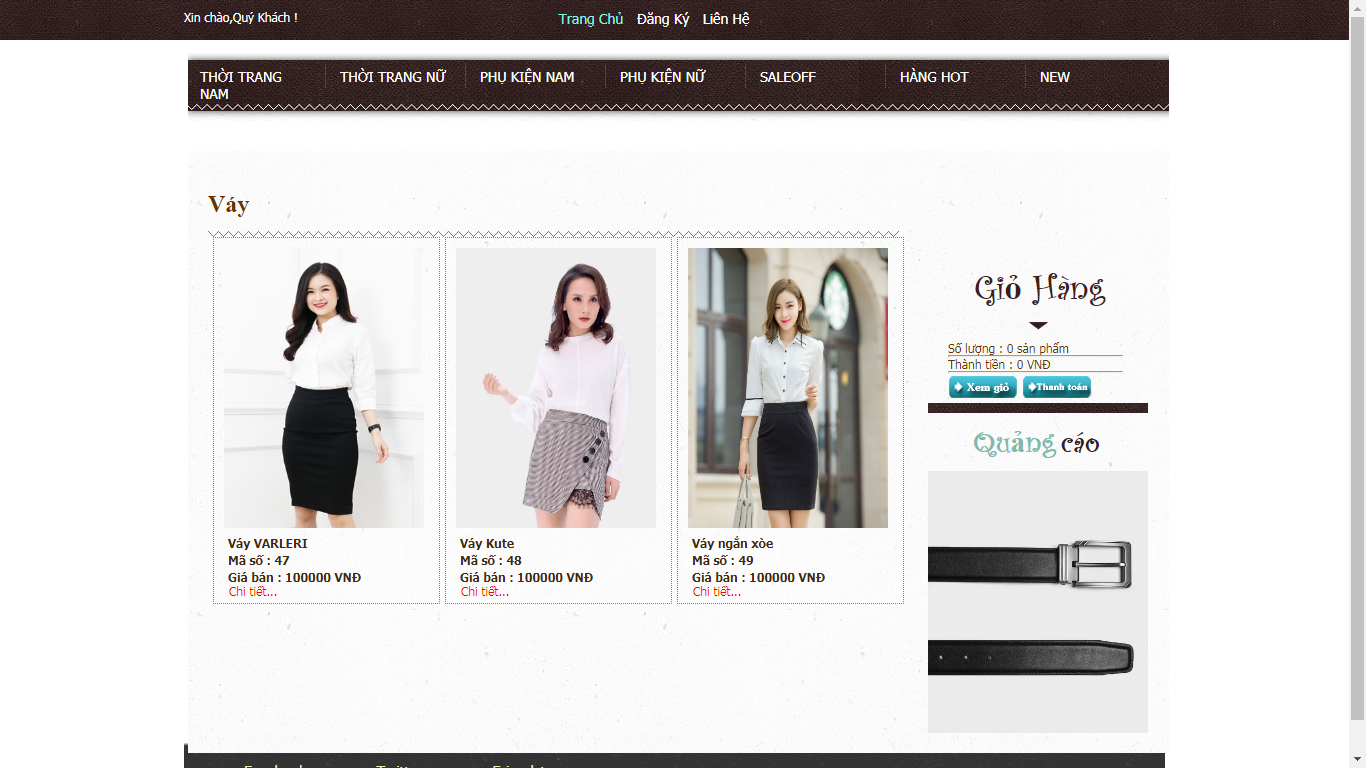 Xin chào,Quý Khách !
Trang Chủ Đăng Ký Liên Hệ
THỜI TRANG NAM
THỜI TRANG NỮ
PHỤ KIỆN NAM
PHỤ KIỆN NỮ
SALEOFF
HÀNG HOT
NEW
Váy
Váy VARLERI
Mã số : 47
Giá bán : 100000 VNĐ
Chi tiết...
Váy Kute
Mã số : 48
Giá bán : 100000 VNĐ
Chi tiết...
Váy ngắn xòe
Mã số : 49
Giá bán : 100000 VNĐ
Chi tiết...
Giỏ Hàng
Số lượng : 0 sản phẩm
Thành tiền : 0 VNĐ
Xem giỏ Thanh toán
Quảng cáo